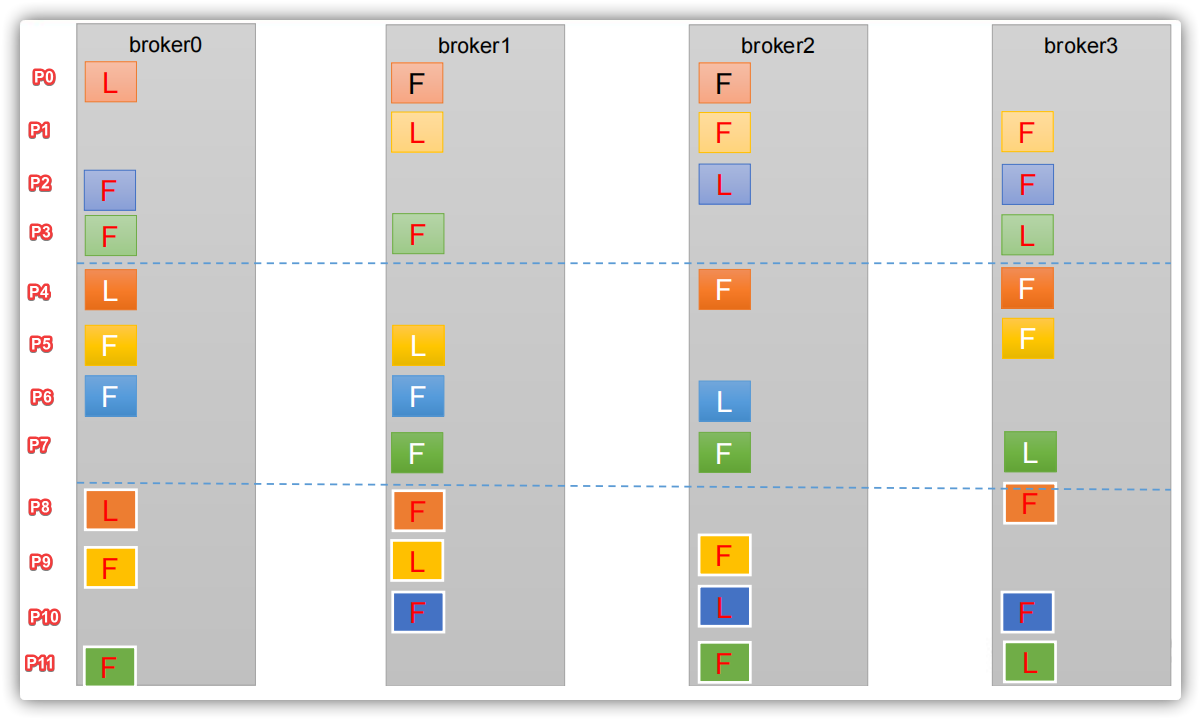 broker0 broker1 broker2 broker3
P0 L F F
P1 L F F
P2 F L F
P3 F F L
P4 L F F
P5 F L F
P6 F F L
P7 F F L
P8 L F F
P9 F L F
P10 F L F
P11 F F L